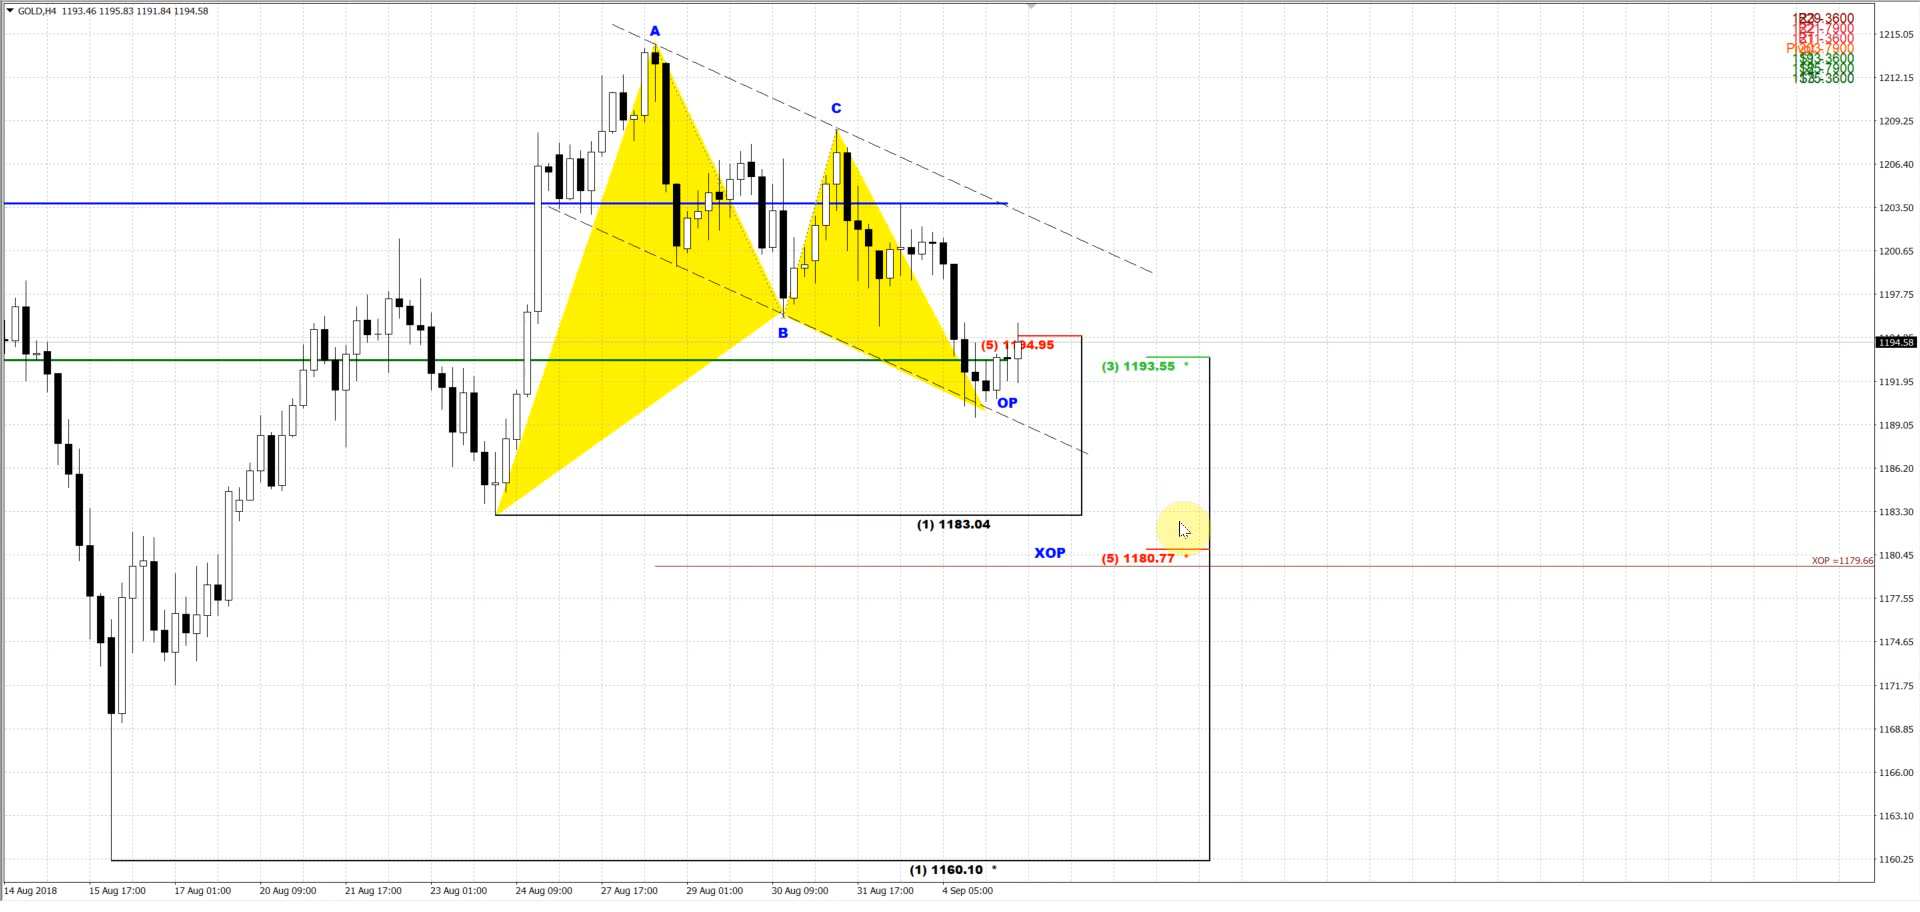 GOLD,H4 1193.46 1195.83 1191.84 1194.58
A
C
B
(5) 1194.95
(3) 1193.55 *
OP
(1) 1183.04
XOP
(5) 1180.77 *
XOP =1179.66
(1) 1160.10 *
1215.05
1212.15
1209.25
1206.40
1203.50
1200.65
1197.75
1194.58
1191.95
1189.05
1186.20
1183.30
1180.45
1177.55
1174.65
1171.75
1168.85
1166.00
1163.10
1160.25
14 Aug 2018
15 Aug 17:00
17 Aug 01:00
20 Aug 09:00
21 Aug 17:00
23 Aug 01:00
24 Aug 09:00
27 Aug 17:00
29 Aug 01:00
30 Aug 09:00
31 Aug 17:00
4 Sep 05:00